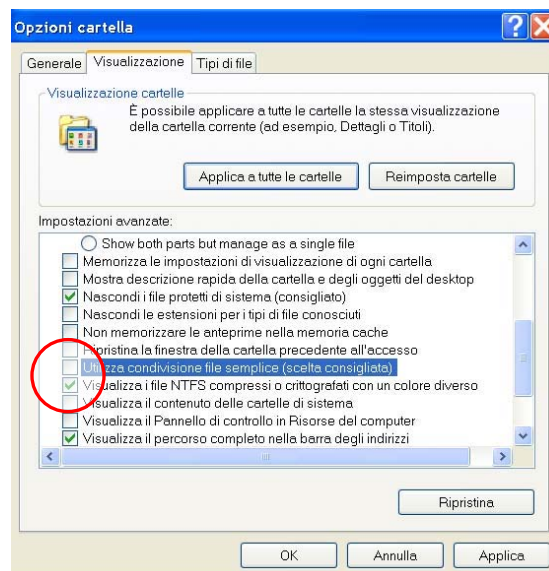 Opzioni cartella
Generale Visualizzazione Tipi di file
Visualizzazione cartelle
È possibile applicare a tutte le cartelle la stessa visualizzazione
della cartella corrente (ad esempio, Dettagli o Titoli).
Applica a tutte le cartelle Reimposta cartelle
Impostazioni avanzate:
Show both parts but manage as a single file
Memorizza le impostazioni di visualizzazione di ogni cartella
Mostra descrizione rapida della cartella e degli oggetti del desktop
Nascondi i file protetti di sistema (consigliato)
Nascondi le estensioni per i tipi di file conosciuti
Non memorizzare le anteprime nella memoria cache
Ripristina la finestra della cartella precedente all'accesso
Utilizza condivisione file semplice (scelta consigliata)
Visualizza i file NTFS compressi o crittografati con un colore diverso
Visualizza il contenuto delle cartelle di sistema
Visualizza il Pannello di controllo in Risorse del computer
Visualizza il percorso completo nella barra degli indirizzi
Ripristina
OK Annulla Applica